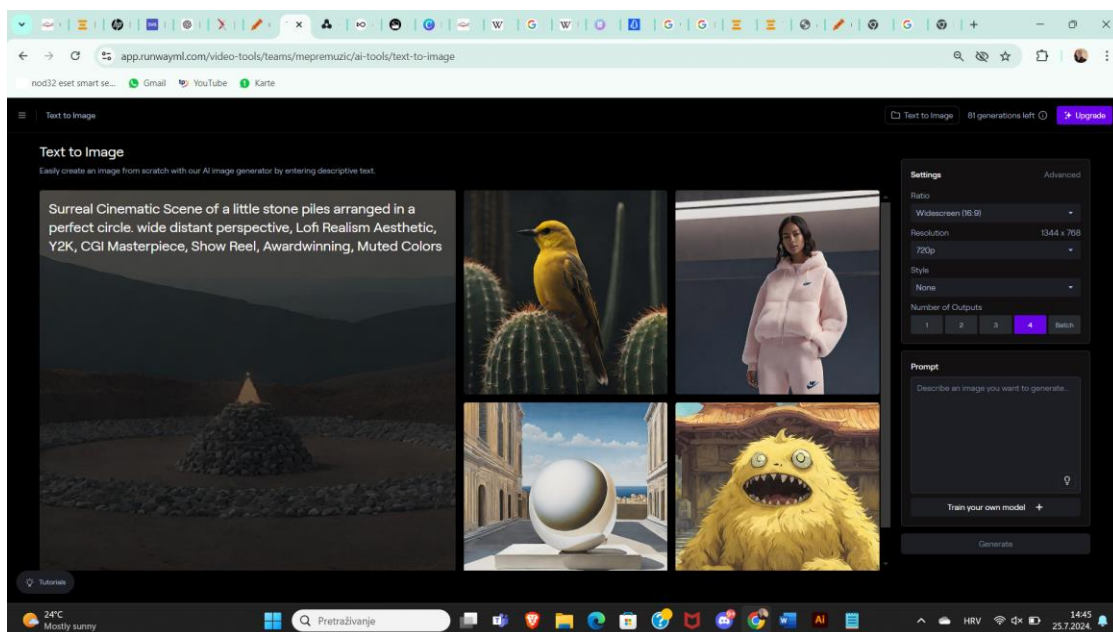 app.runwayml.com/video-tools/teams/mepremuzic/ai-tools/text-to-image
nod32 eset smart se... Gmail YouTube Karte
Text to Image
Text to Image 81 generations left Upgrade
Text to Image
Easily create an image from scratch with our AI image generator by entering descriptive text.
Surreal Cinematic Scene of a little stone piles arranged in a
perfect circle. wide distant perspective, Lofi Realism Aesthetic,
Y2K, CGI Masterpiece, Show Reel, Awardwinning, Muted Colors
Settings Advanced
Ratio
Widescreen (16:9)
Resolution 1344 x 768
720p
Style
None
Number of Outputs
1 2 3 4 Batch
Prompt
Describe an image you want to generate...
Train your own model +
Generate
Tutorials
24°C
Mostly sunny
Pretraživanje
Ai
HRV
14:45
25.7.2024.